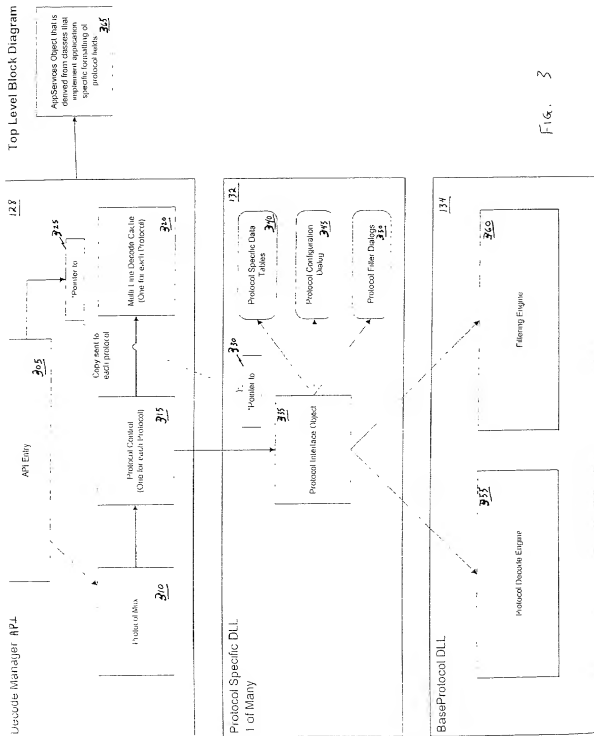 Top Level Block Diagram
Decode Manager API
128
API Entry
305
"Pointer to
325
AppServices Object that is
derived from classes that
implement application
specific formatting of
protocol fields.
365
310
Protocol Control
(One for each Protocol)
315
Copy sent to
each protocol
Multi Line Decode Cache
(One for each Protocol)
320
Protocol Specific DLL
1 of Many
132
"Pointer to
330
Protocol Interface Object
335
Protocol Specific Data
Tables
340
Protocol Configuration
Dialog
345
Protocol Filter Dialogs
BaseProtocol DLL
134
Protocol Decode Engine
355
Filtering Engine
360
FIG. 3